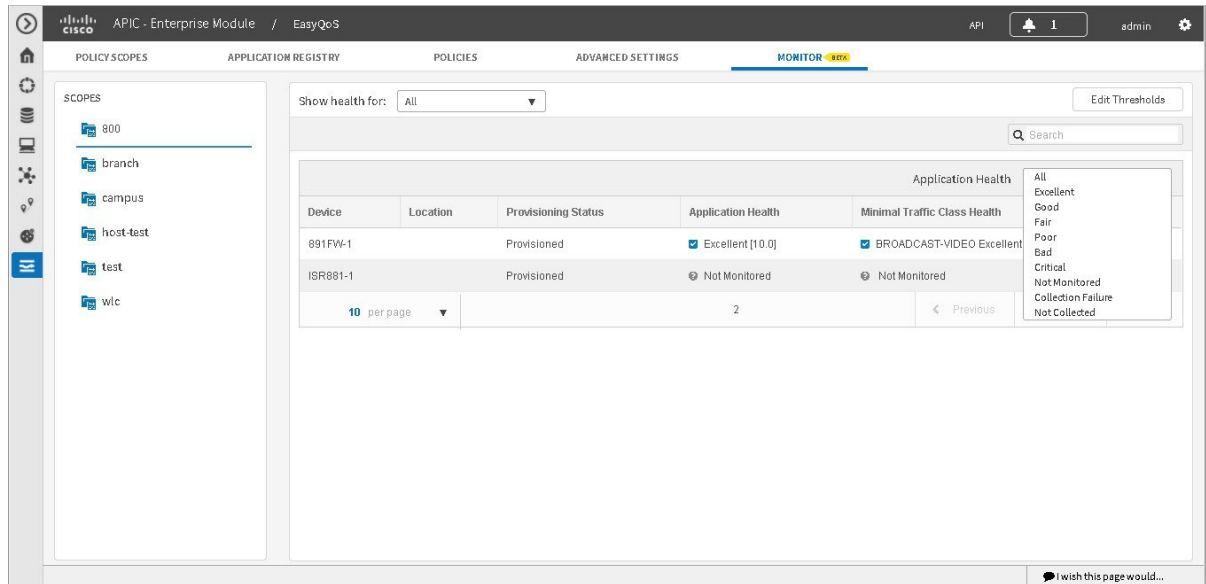 cisco APIC - Enterprise Module / EasyQoS API 1 admin
POLICY SCOPES APPLICATION REGISTRY POLICIES ADVANCED SETTINGS MONITOR BETA
SCOPES
800
branch
campus
host-test
test
wlc
Show health for: All Edit Thresholds
Search
Application Health
All
Excellent
Good
Fair
Poor
Bad
Critical
Not Monitored
Collection Failure
Not Collected
Device Location Provisioning Status Application Health Minimal Traffic Class Health
891FW-1 Provisioned Excellent [10.0] BROADCAST-VIDEO Excellent
ISR881-1 Provisioned Not Monitored Not Monitored
10 per page 2 Previous
I wish this page would...